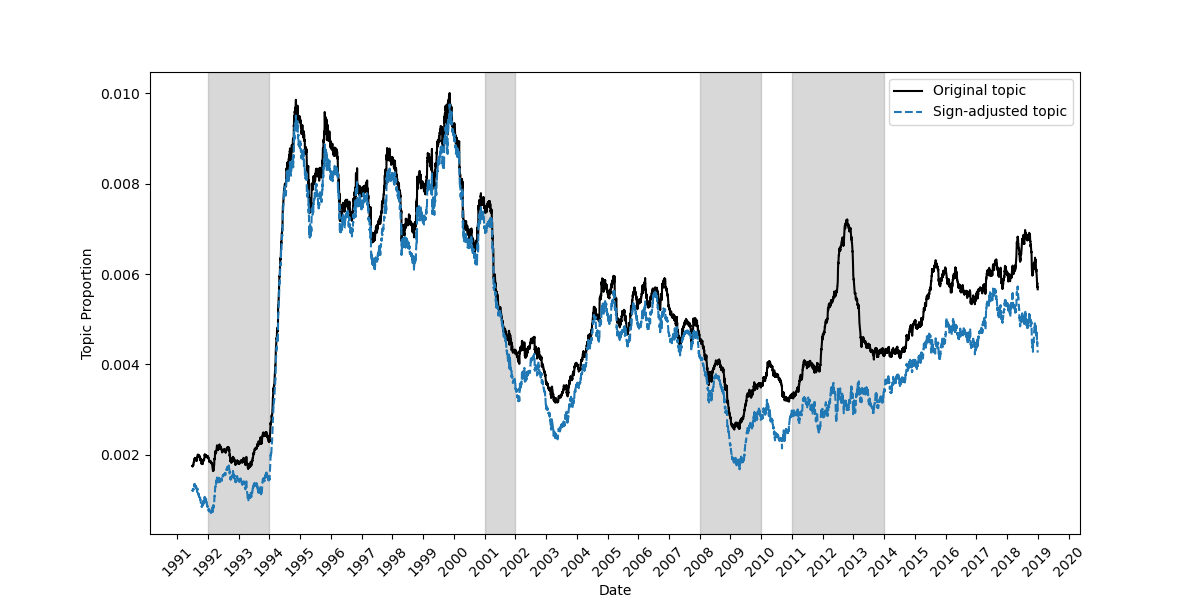 Original topic
Sign-adjusted topic
Topic Proportion
0.010
0.008
0.006
0.004
0.002
1991 1992 1993 1994 1995 1996 1997 1998 1999 2000 2001 2002 2003 2004 2005 2006 2007 2008 2009 2010 2011 2012 2013 2014 2015 2016 2017 2018 2019 2020
Date